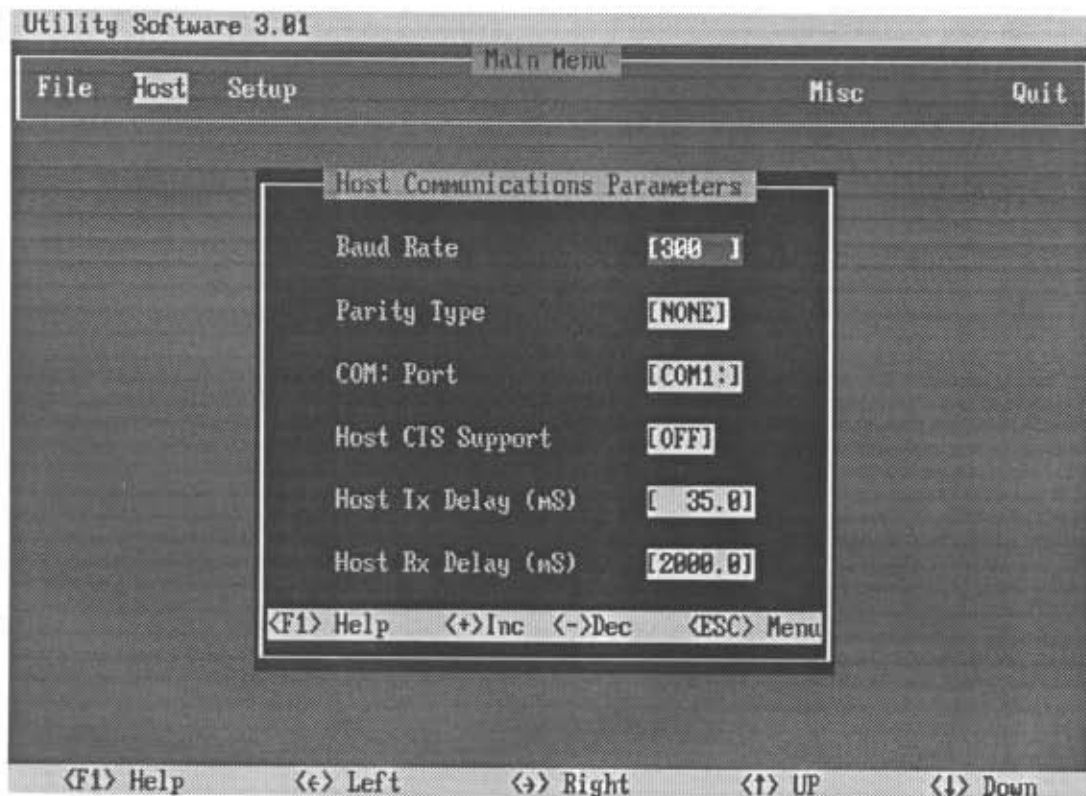 Utility Software 3.01
Main Menu
File Host Setup Misc Quit
Host Communications Parameters
Baud Rate [300 ]
Parity Type [NONE]
COM: Port [COM1:]
Host CTS Support [OFF]
Host Tx Delay (mS) [ 35.0]
Host Rx Delay (mS) [2000.0]
<F1> Help <+>Inc <->Dec <ESC> Menu
<F1> Help <←> Left <→> Right <↑> UP <↓> Down